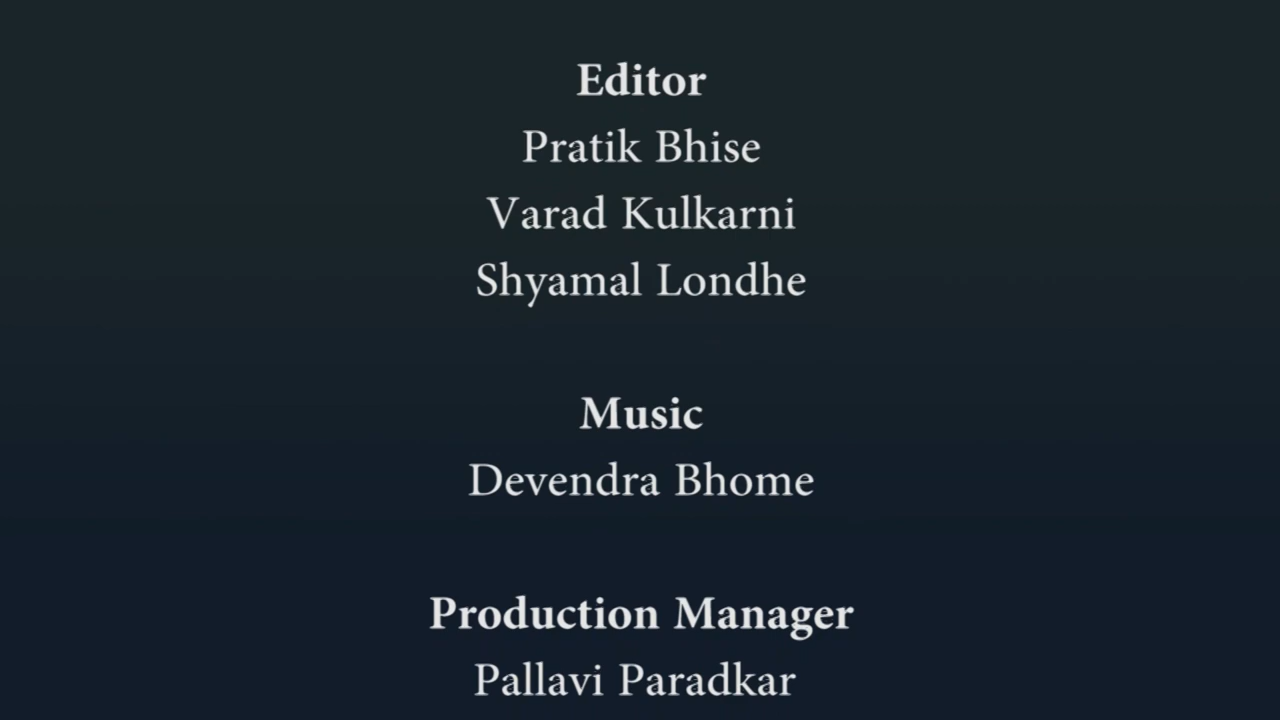 Editor
Pratik Bhise
Varad Kulkarni
Shyamal Londhe
Music
Devendra Bhome
Production Manager
Pallavi Paradkar